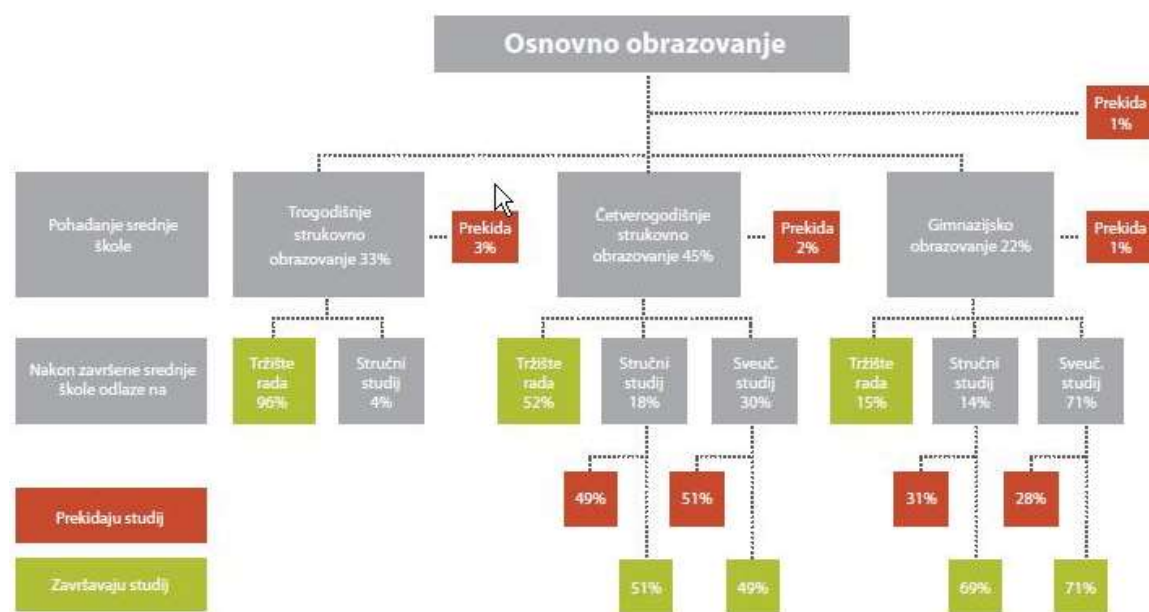 Osnovno obrazovanje
Prekida
1%
Pohađanje srednje
škole
Trogodišnje
strukovno
obrazovanje 33%
Prekida
3%
Četverogodišnje
strukovno
obrazovanje 45%
Prekida
2%
Gimnazijsko
obrazovanje 22%
Prekida
1%
Nakon završene srednje
škole odlaze na
Tržište
rada
96%
Stručni
studij
4%
Tržište
rada
52%
Stručni
studij
18%
Sveuč.
studij
30%
Tržište
rada
15%
Stručni
studij
14%
Sveuč.
studij
71%
49%
51%
31%
28%
Prekidaju studij
Završavaju studij
51%
49%
69%
71%